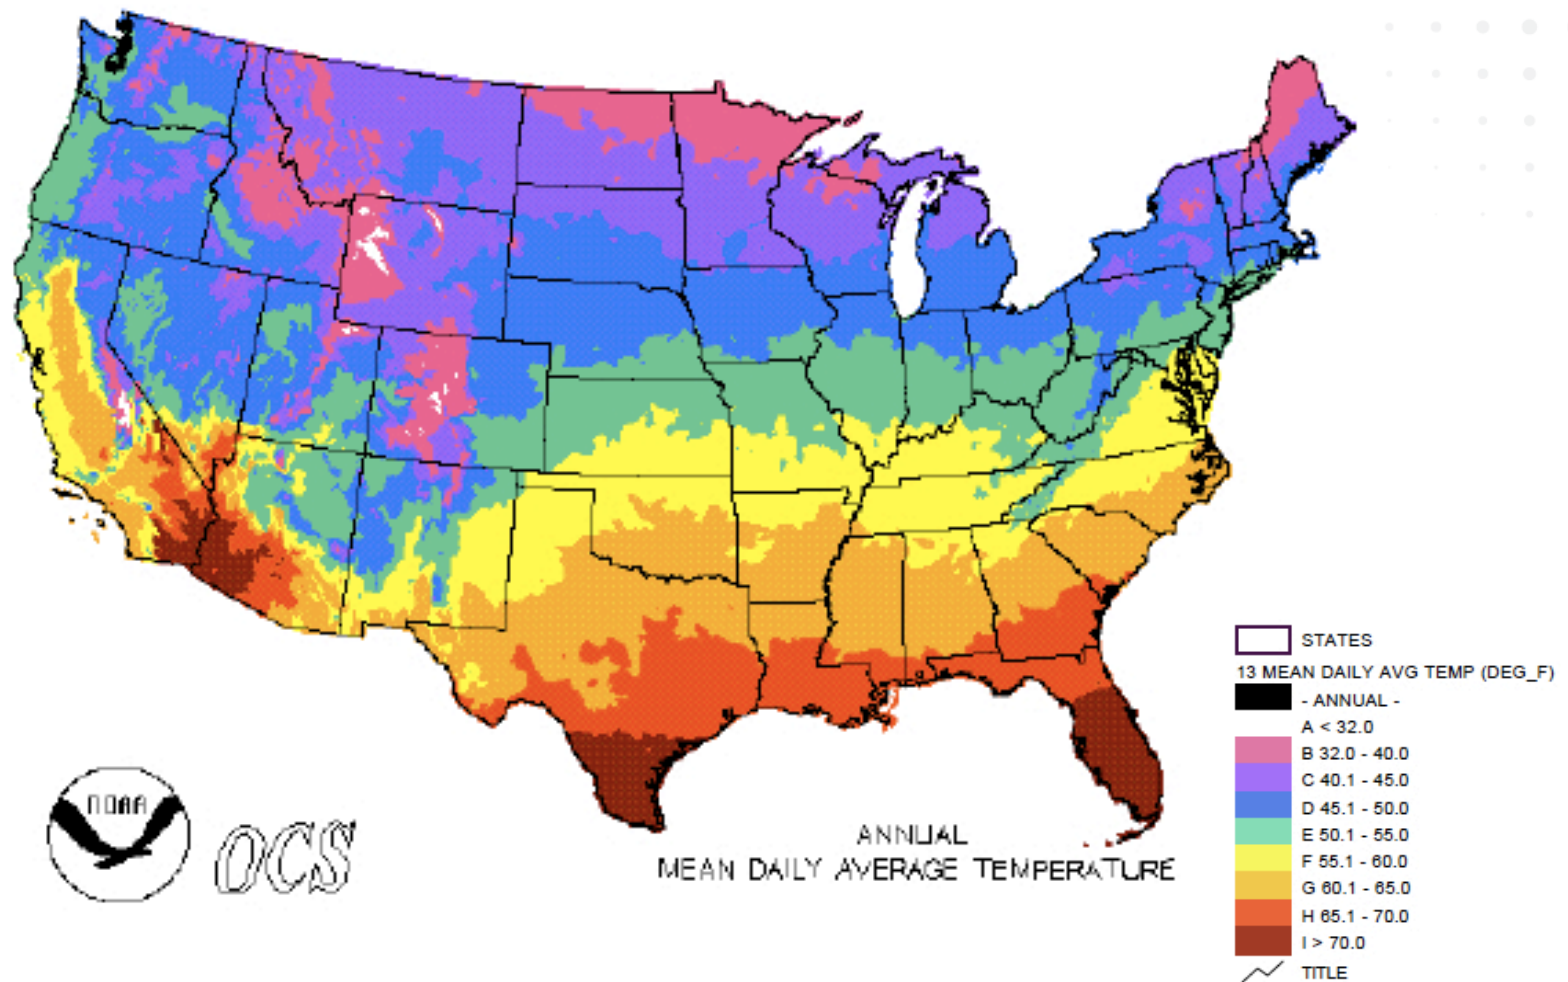 STATES
13 MEAN DAILY AVG TEMP (DEG_F)
- ANNUAL -
A < 32.0
B 32.0 - 40.0
C 40.1 - 45.0
D 45.1 - 50.0
E 50.1 - 55.0
F 55.1 - 60.0
G 60.1 - 65.0
H 65.1 - 70.0
I > 70.0
TITLE
NOAA
OCS
ANNUAL
MEAN DAILY AVERAGE TEMPERATURE